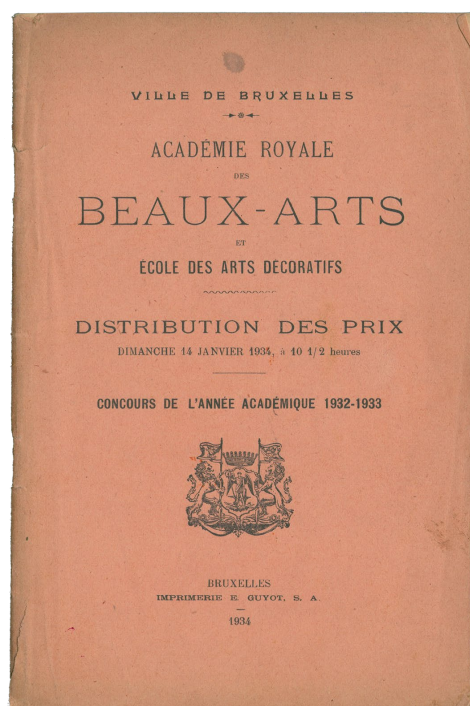 VILLE DE BRUXELLES
ACADÉMIE ROYALE
DES
BEAUX-ARTS
ET
ÉCOLE DES ARTS DÉCORATIFS
DISTRIBUTION DES PRIX
DIMANCHE 14 JANVIER 1934, à 10 1/2 heures
CONCOURS DE L'ANNÉE ACADÉMIQUE 1932-1933
BRUXELLES
IMPRIMERIE E. GUYOT, S. A.
1934